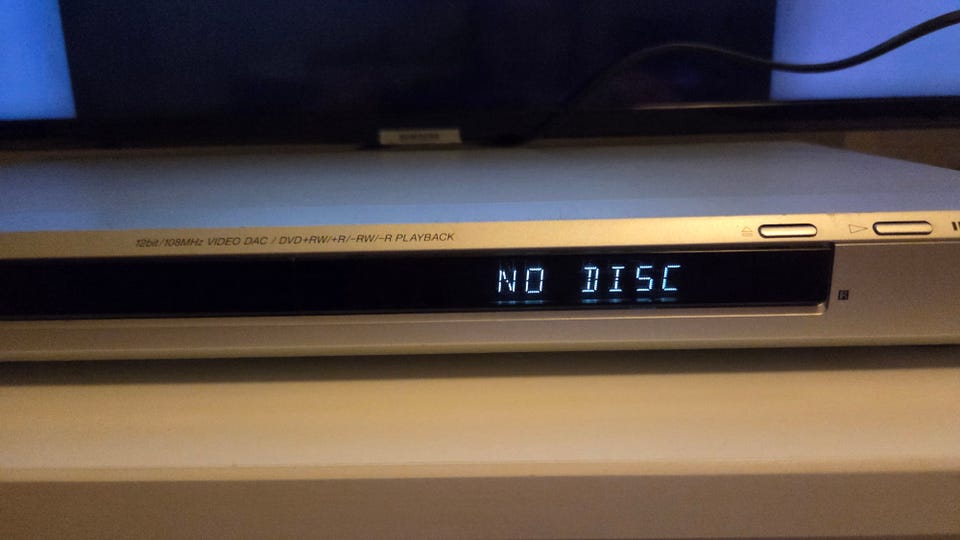 12bit/108MHz VIDEO DAC / DVD+RW/+R/-RW/-R PLAYBACK
NO DISC
R